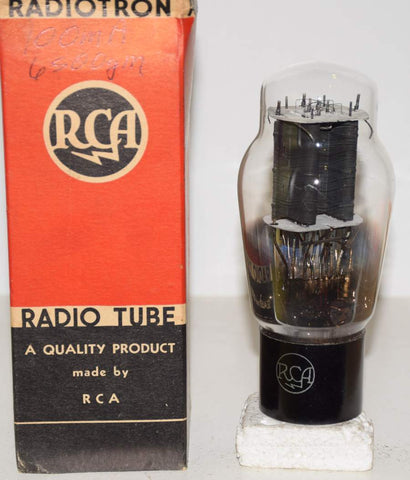 RADIOTRON
RCA
RADIO TUBE
A QUALITY PRODUCT
made by
RCA
RCA